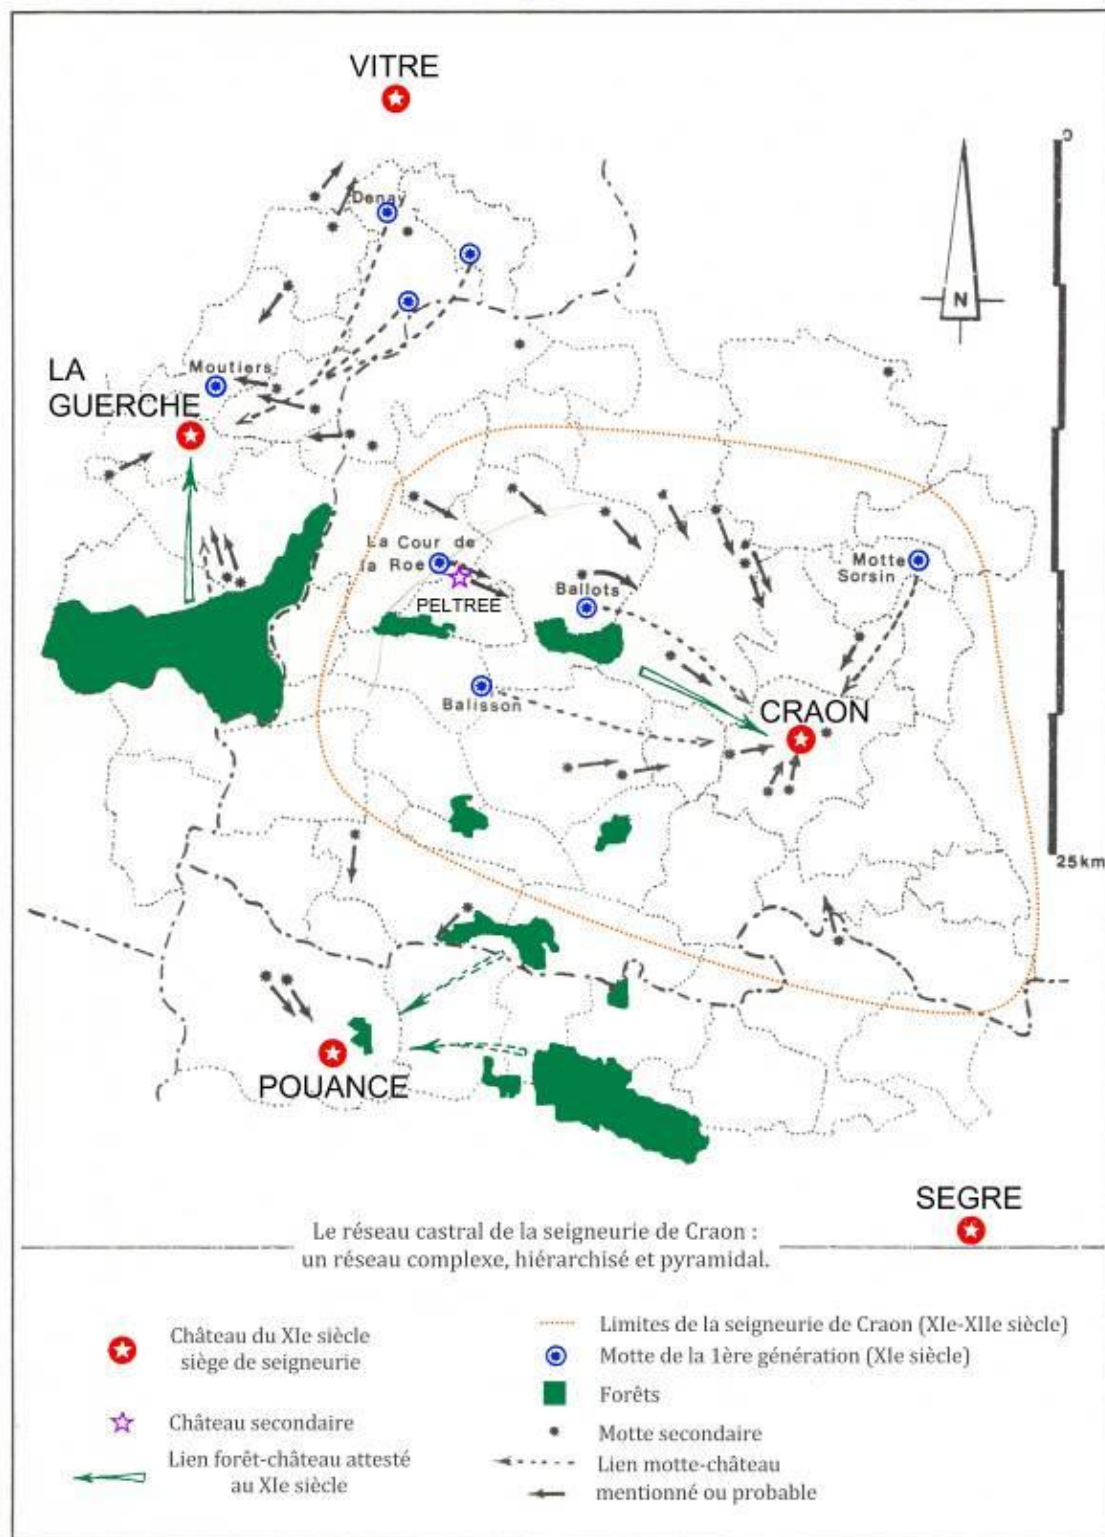 VITRE
0
Denay
N
Moutiers
LA
GUERCHE
La Cour de
la Roe
Motte
Sorsin
Ballots
PELTREE
Balisson
CRAON
25km
POUANCE
SEGRE
Le réseau castral de la seigneurie de Craon :
un réseau complexe, hiérarchisé et pyramidal.
Château du XIe siècle
siège de seigneurie
Château secondaire
Lien forêt-château attesté
au XIe siècle
Limites de la seigneurie de Craon (XIe-XIIe siècle)
Motte de la 1ère génération (XIe siècle)
Forêts
Motte secondaire
Lien motte-château
mentionné ou probable